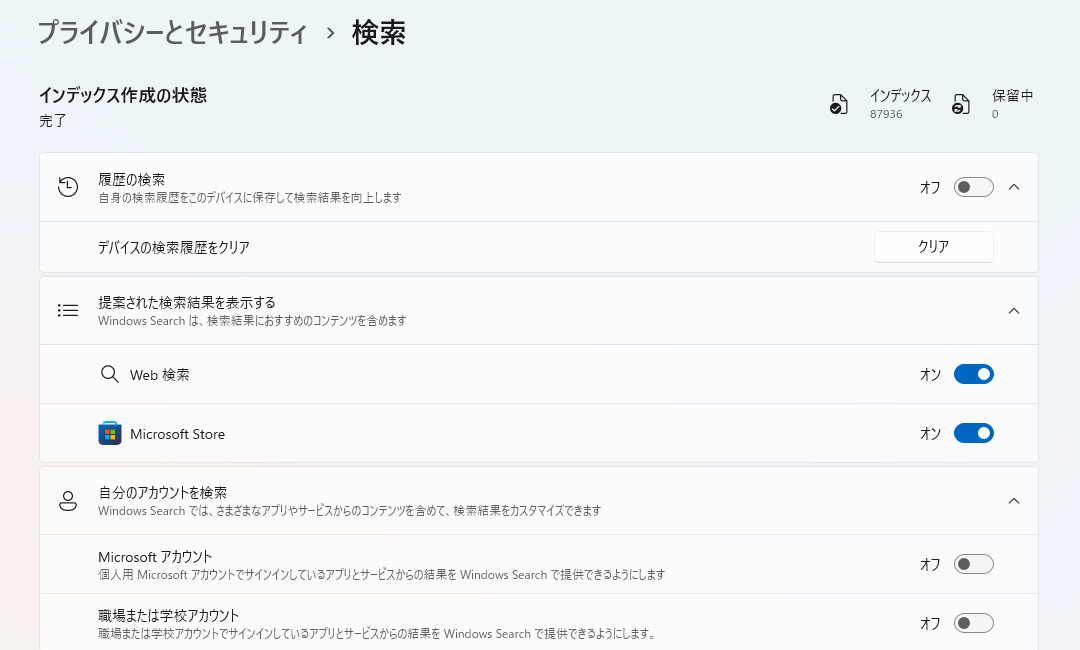 プライバシーとセキュリティ › 検索
インデックス作成の状態
完了
インデックス
87936
保留中
0
履歴の検索
自身の検索履歴をこのデバイスに保存して検索結果を向上します
オフ
デバイスの検索履歴をクリア
クリア
提案された検索結果を表示する
Windows Search は、検索結果におすすめのコンテンツを含めます
Web 検索
オン
Microsoft Store
オン
自分のアカウントを検索
Windows Search では、さまざまなアプリやサービスからのコンテンツを含めて、検索結果をカスタマイズできます
Microsoft アカウント
個人用 Microsoft アカウントでサインインしているアプリとサービスからの結果を Windows Search で提供できるようにします
オフ
職場または学校アカウント
職場または学校アカウントでサインインしているアプリとサービスからの結果を Windows Search で提供できるようにします。
オフ